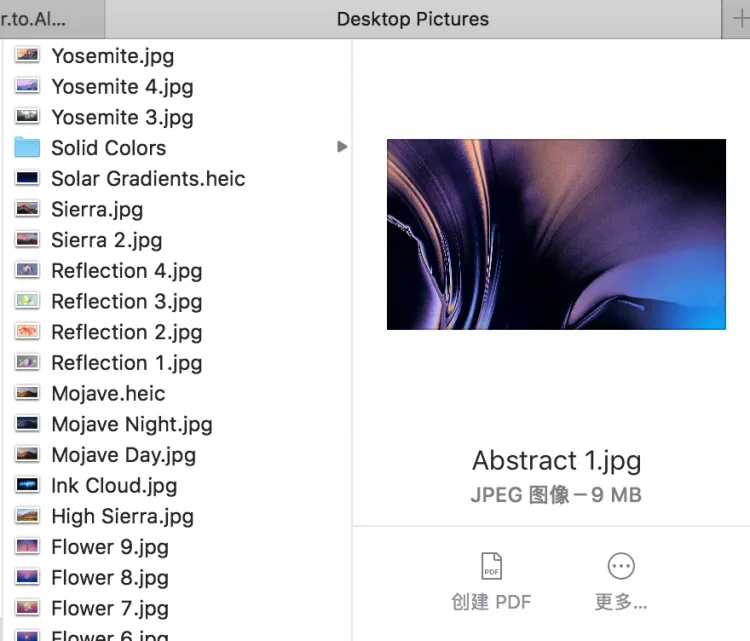 r.to.Al...
Desktop Pictures
Yosemite.jpg
Yosemite 4.jpg
Yosemite 3.jpg
Solid Colors
Solar Gradients.heic
Sierra.jpg
Sierra 2.jpg
Reflection 4.jpg
Reflection 3.jpg
Reflection 2.jpg
Reflection 1.jpg
Mojave.heic
Mojave Night.jpg
Mojave Day.jpg
Ink Cloud.jpg
High Sierra.jpg
Flower 9.jpg
Flower 8.jpg
Flower 7.jpg
Flower 6.jpg
Abstract 1.jpg
JPEG 图像 – 9 MB
PDF
创建 PDF
更多...